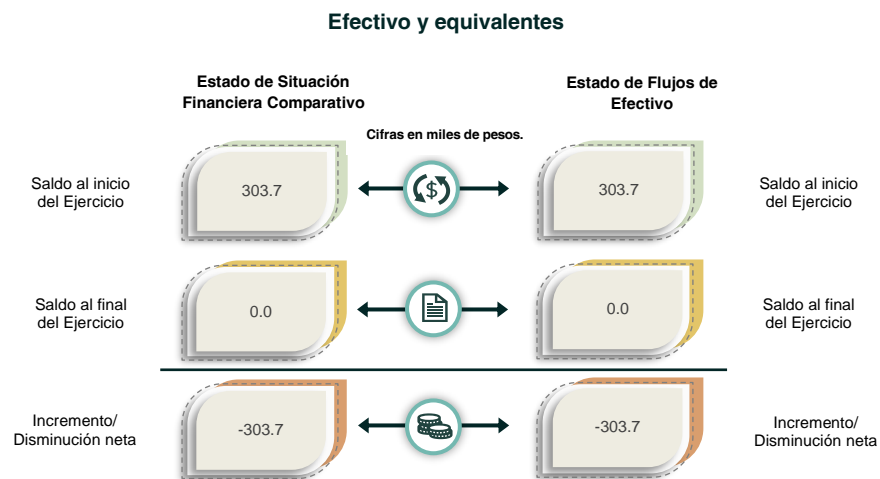 Efectivo y equivalentes
Estado de Situación
Financiera Comparativo
Estado de Flujos de
Efectivo
Cifras en miles de pesos.
Saldo al inicio
del Ejercicio
303.7
$
303.7
Saldo al inicio
del Ejercicio
Saldo al final
del Ejercicio
0.0
0.0
Saldo al final
del Ejercicio
Incremento/
Disminución neta
-303.7
-303.7
Incremento/
Disminución neta